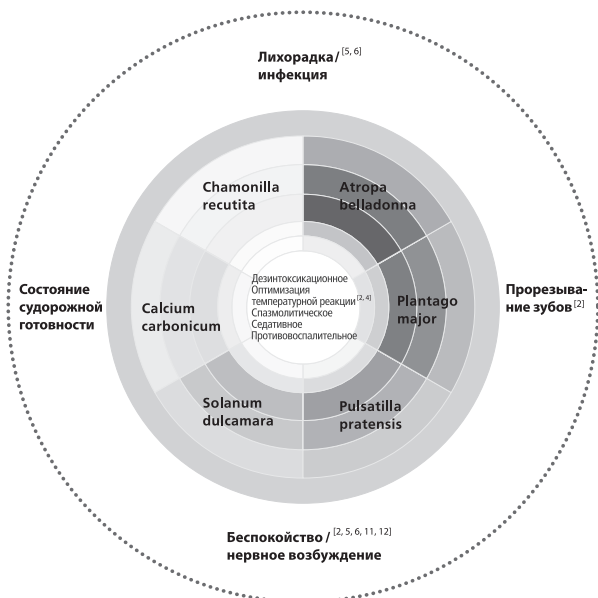 Лихорадка/ [5, 6]
инфекция
Chamonilla
recutita
Atropa
belladonna
Состояние
судорожной
готовности
Calcium
carbonicum
Дезинтоксикационное
Оптимизация
температурной реакции [2, 4]
Спазмолитическое
Седативное
Противовоспалительное
Plantago
major
Прорезыва-
ние зубов [2]
Solanum
dulcamara
Pulsatilla
pratensis
Беспокойство / [2, 5, 6, 11, 12]
нервное возбуждение